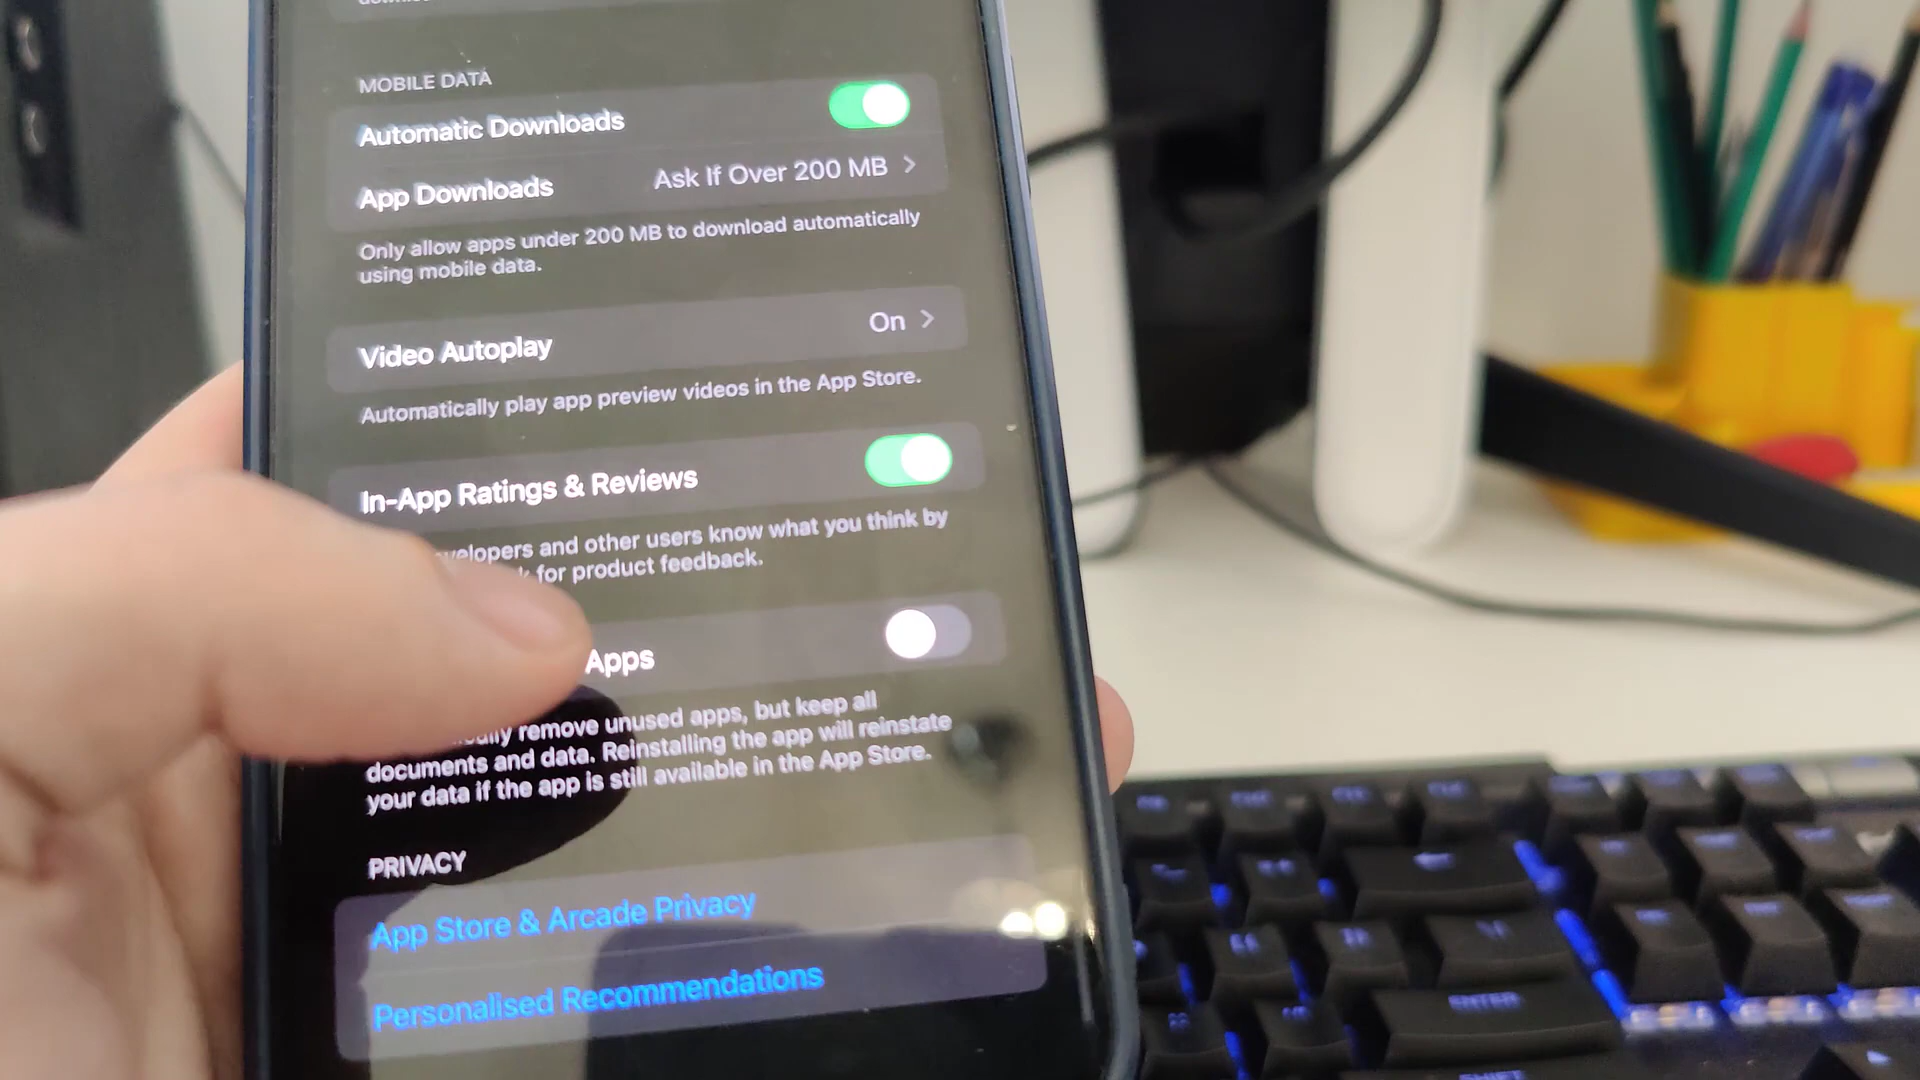 MOBILE DATA
Automatic Downloads
App Downloads Ask If Over 200 MB
Only allow apps under 200 MB to download automatically
using mobile data.
Video Autoplay On
Automatically play app preview videos in the App Store.
In-App Ratings & Reviews
velopers and other users know what you think by
for product feedback.
Apps
remove unused apps, but keep all
documents and data. Reinstalling the app will reinstate
your data if the app is still available in the App Store.
PRIVACY
App Store & Arcade Privacy
Personalised Recommendations
ENTER
SHIFT